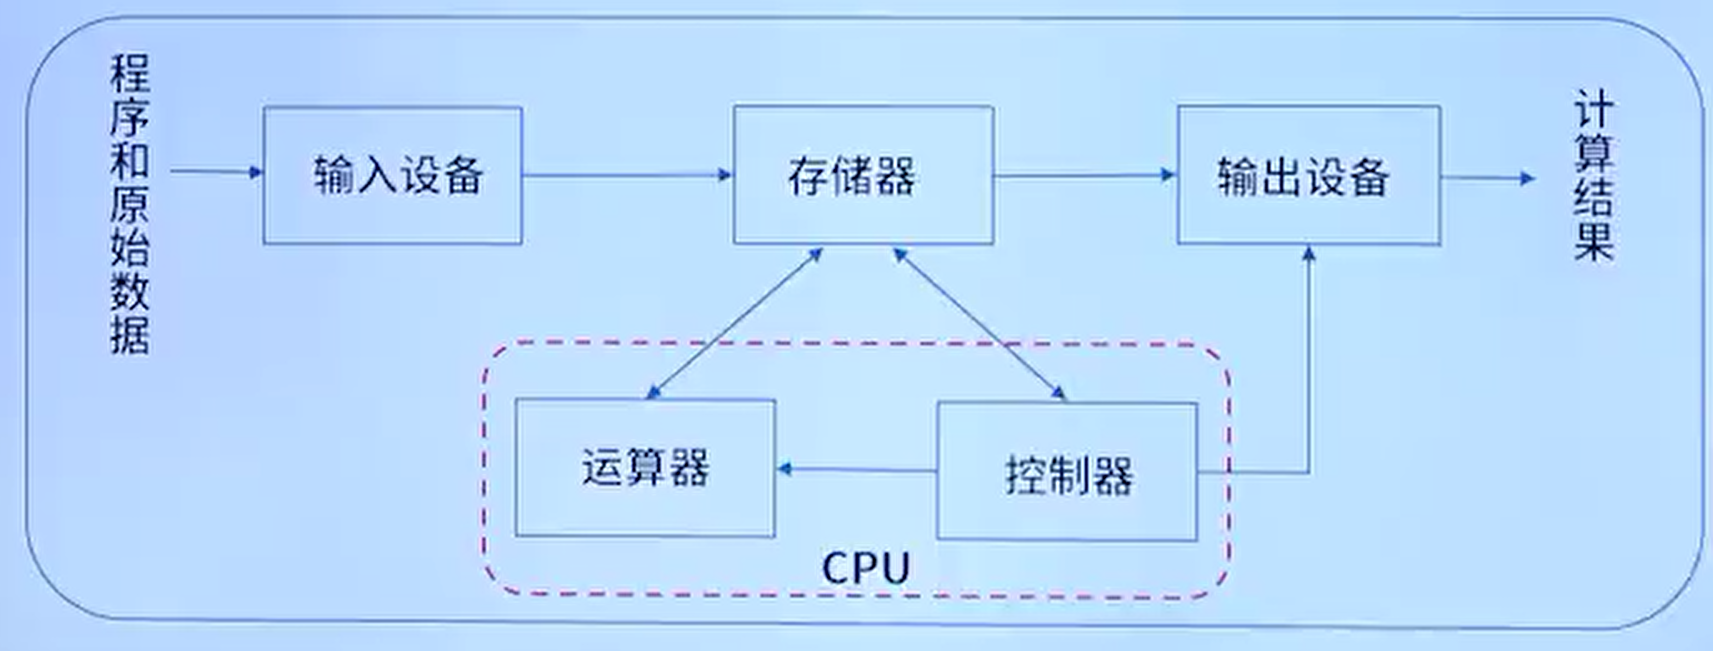 程序和原始数据
输入设备
存储器
输出设备
计算结果
运算器
控制器
CPU